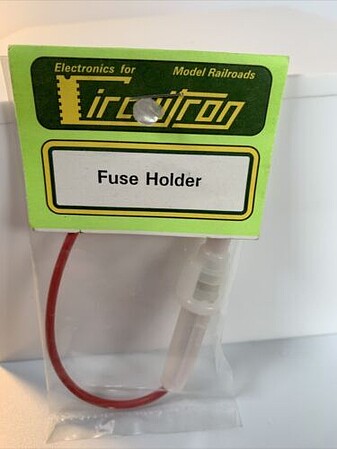 Electronics for Model Railroads
Circuitron
Fuse Holder